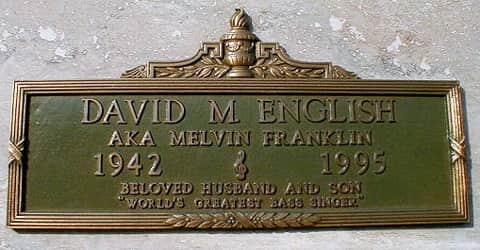 DAVID M ENGLISH
AKA MELVIN FRANKLIN
1942 1995
BELOVED HUSBAND AND SON
"WORLD'S GREATEST BASS SINGER"